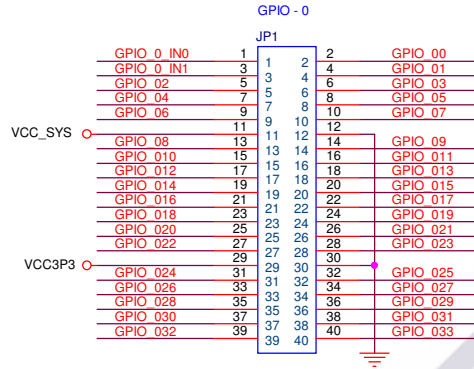 GPIO - 0
JP1
GPIO_0_IN0 1 1 2 2 GPIO_00
GPIO_0_IN1 3 3 4 4 GPIO_01
GPIO_02 5 5 6 6 GPIO_03
GPIO_04 7 7 8 8 GPIO_05
GPIO_06 9 9 10 10 GPIO_07
VCC_SYS 11 11 12 12
GPIO_08 13 13 14 14 GPIO_09
GPIO_010 15 15 16 16 GPIO_011
GPIO_012 17 17 18 18 GPIO_013
GPIO_014 19 19 20 20 GPIO_015
GPIO_016 21 21 22 22 GPIO_017
GPIO_018 23 23 24 24 GPIO_019
GPIO_020 25 25 26 26 GPIO_021
GPIO_022 27 27 28 28 GPIO_023
VCC3P3 29 29 30 30
GPIO_024 31 31 32 32 GPIO_025
GPIO_026 33 33 34 34 GPIO_027
GPIO_028 35 35 36 36 GPIO_029
GPIO_030 37 37 38 38 GPIO_031
GPIO_032 39 39 40 40 GPIO_033